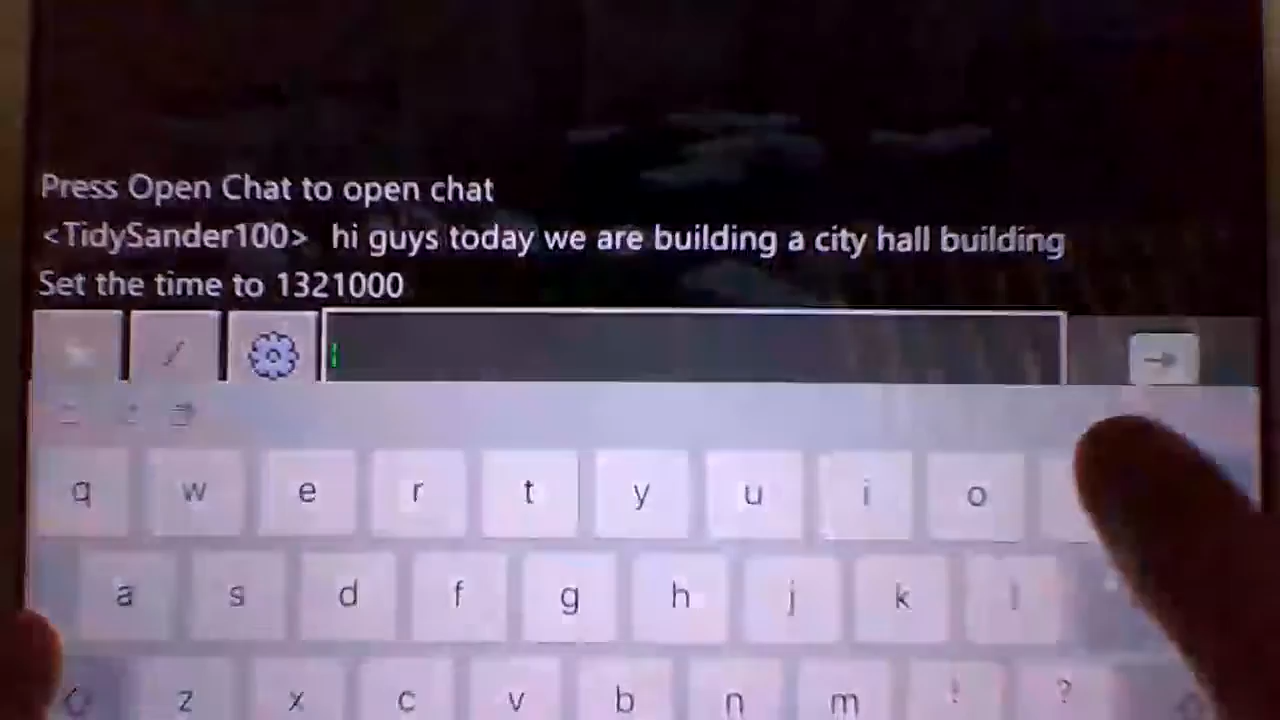 Press Open Chat to open chat
<TidySander100> hi guys today we are building a city hall building
Set the time to 1321000
/
→
q w e r t y u i o
a s d f g h j k l
z x c v b n m ! ?